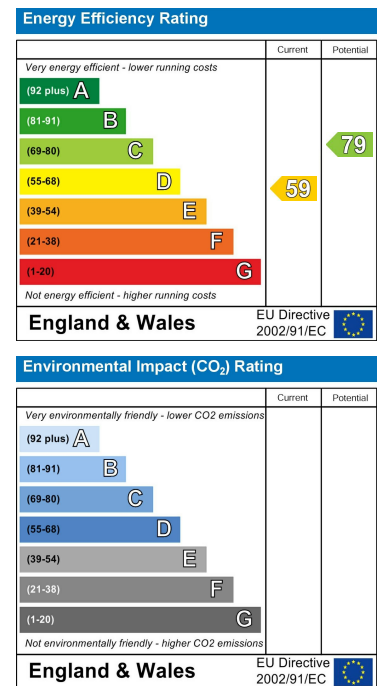 Energy Efficiency Rating
Current Potential
Very energy efficient - lower running costs
(92 plus) A
(81-91) B
(69-80) C
79
(55-68) D
59
(39-54) E
(21-38) F
(1-20) G
Not energy efficient - higher running costs
England & Wales
EU Directive
2002/91/EC
Environmental Impact (CO₂) Rating
Current Potential
Very environmentally friendly - lower CO2 emissions
(92 plus) A
(81-91) B
(69-80) C
(55-68) D
(39-54) E
(21-38) F
(1-20) G
Not environmentally friendly - higher CO2 emissions
England & Wales
EU Directive
2002/91/EC